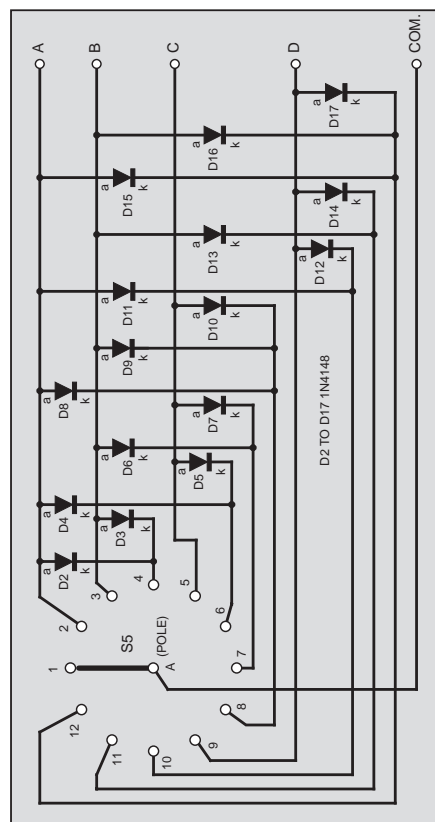 A
B
C
D
COM.
a
D17
k
a
D16
k
a
D15
k
a
D14
k
a
D13
k
a
D12
k
a
D11
k
a
D10
k
D9
k
a
D8
k
a
D7
k
a
D6
k
a
D5
k
a
D4
k
a
D3
k
a
D2
k
D2 TO D17 1N4148
S5
(POLE)
A
1
2
3
4
5
6
7
8
9
10
11
12